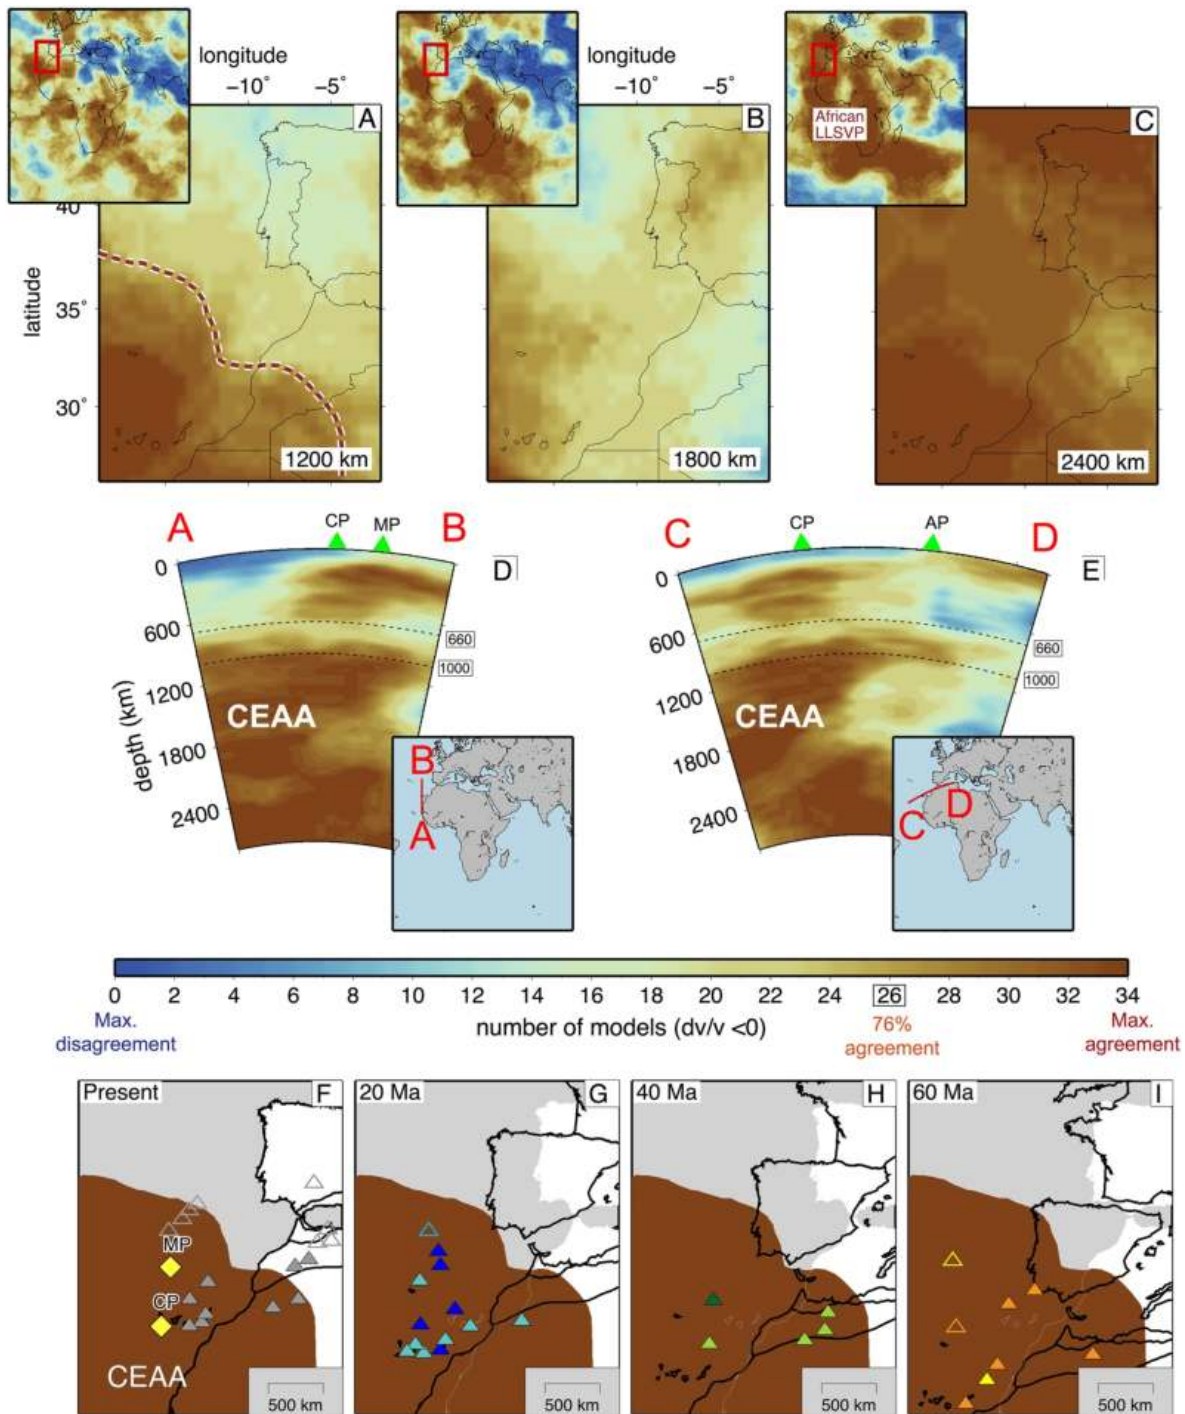 longitude
−10° −5°
A
40°
35°
30°
latitude
1200 km
longitude
−10° −5°
B
1800 km
African
LLSVP
C
2400 km
A
CP
MP
B
D
0
600
1200
1800
2400
depth (km)
660
1000
CEAA
B
A
C
CP
AP
D
E
0
600
1200
1800
2400
660
1000
CEAA
C
D
0 2 4 6 8 10 12 14 16 18 20 22 24 26 28 30 32 34
Max.
disagreement
number of models (dv/v <0)
76%
agreement
Max.
agreement
Present
F
MP
CP
CEAA
500 km
20 Ma
G
500 km
40 Ma
H
500 km
60 Ma
I
500 km